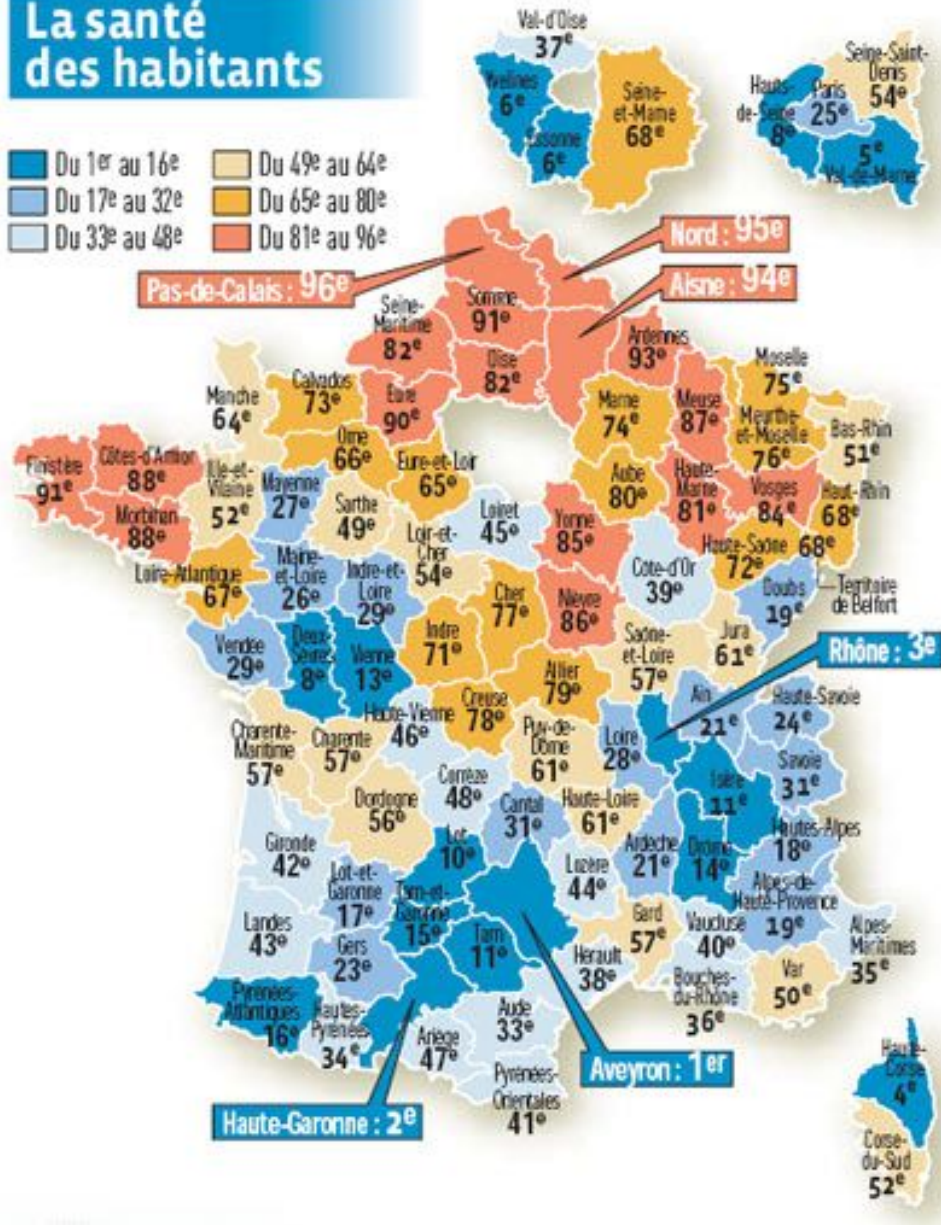 La santé
des habitants
Du 1er au 16e
Du 17e au 32e
Du 33e au 48e
Du 49e au 64e
Du 65e au 80e
Du 81e au 96e
Val-d'Oise
37e
Yvelines
6e
Essonne
6e
Seine-
et-Marne
68e
Hauts-
de-Seine
8e
Paris
25e
Seine-Saint-
Denis
54e
5e
Val-de-Marne
Nord : 95e
Pas-de-Calais : 96e
Aisne : 94e
Seine-
Maritime
82e
Somme
91e
Oise
82e
Ardennes
93e
Moselle
75e
Manche
64e
Calvados
73e
Eure
90e
Marne
74e
Meuse
87e
Meurthe-
et-Moselle
76e
Bas-Rhin
51e
Finistère
91e
Côtes-d'Armor
88e
Morbihan
88e
Ille-et-
Vilaine
52e
Mayenne
27e
Orne
66e
Eure-et-Loir
65e
Sarthe
49e
Loir-et-
Cher
54e
Loiret
45e
Yonne
85e
Aube
80e
Haute-
Marne
81e
Vosges
84e
Haut-Rhin
68e
Haute-Saône
72e
68e
Territoire
de Belfort
Loire-Atlantique
67e
Maine-
et-Loire
26e
Indre-et-
Loire
29e
Cher
77e
Nièvre
86e
Côte-d'Or
39e
Doubs
19e
Vendée
29e
Deux-
Sèvres
8e
Vienne
13e
Indre
71e
Allier
79e
Saône-
et-Loire
57e
Jura
61e
Rhône : 3e
Charente-
Maritime
57e
Charente
57e
Haute-Vienne
46e
Creuse
78e
Puy-de-
Dôme
61e
Loire
28e
Ain
21e
Haute-Savoie
24e
Savoie
31e
Isère
11e
Dordogne
56e
Corrèze
48e
Cantal
31e
Haute-Loire
61e
Ardèche
21e
Drôme
14e
Hautes-Alpes
18e
Gironde
42e
Lot-et-
Garonne
17e
Lot
10e
Tarn-et-
Garonne
15e
Lozère
44e
Gard
57e
Vaucluse
40e
Alpes-de-
Haute-Provence
19e
Alpes-
Maritimes
35e
Landes
43e
Gers
23e
Tarn
11e
Hérault
38e
Bouches-
du-Rhône
36e
Var
50e
Pyrénées-
Atlantiques
16e
Hautes-
Pyrénées
34e
Ariège
47e
Aude
33e
Pyrénées-
Orientales
41e
Aveyron : 1er
Haute-Garonne : 2e
Haute-
Corse
4e
Corse-
du-Sud
52e